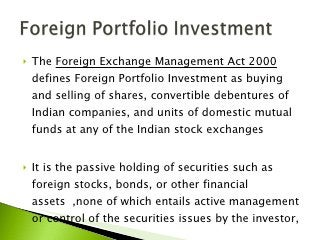 Foreign Portfolio Investment
The Foreign Exchange Management Act 2000
defines Foreign Portfolio Investment as buying
and selling of shares, convertible debentures of
Indian companies, and units of domestic mutual
funds at any of the Indian stock exchanges
It is the passive holding of securities such as
foreign stocks, bonds, or other financial
assets ,none of which entails active management
or control of the securities issues by the investor,